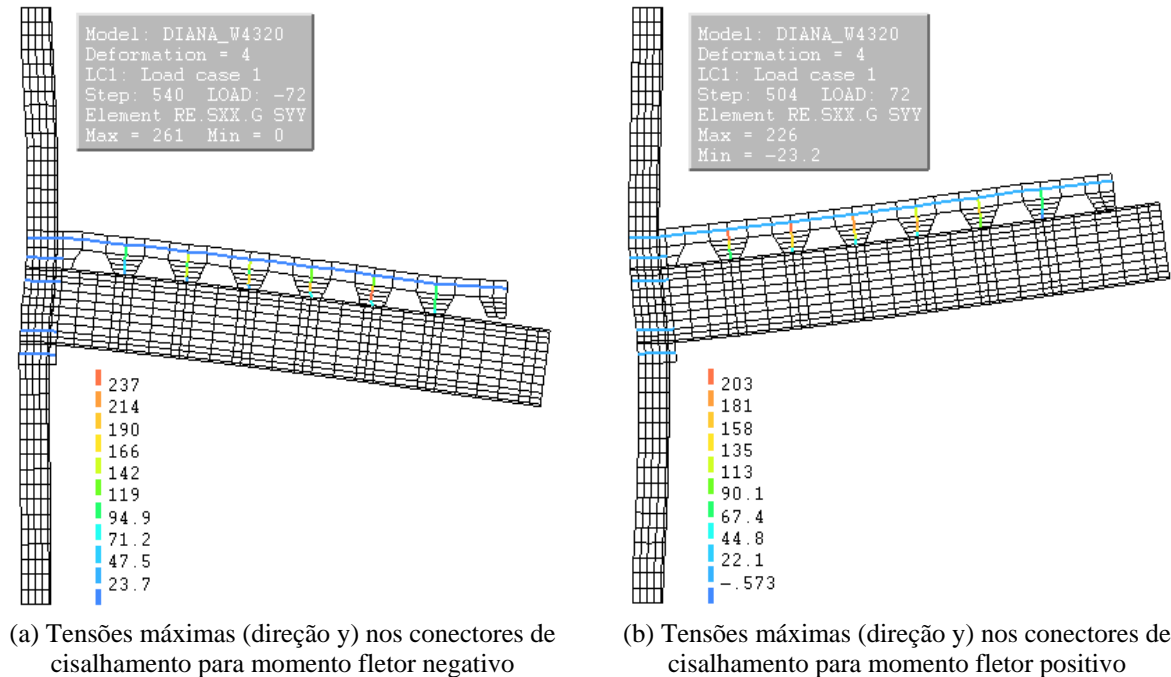 Model: DIANA_W4320
Deformation = 4
LC1: Load case 1
Step: 540 LOAD: -72
Element RE.SXX.G SYY
Max = 261 Min = 0
237
214
190
166
142
119
94.9
71.2
47.5
23.7
(a) Tensões máximas (direção y) nos conectores de
cisalhamento para momento fletor negativo
Model: DIANA_W4320
Deformation = 4
LC1: Load case 1
Step: 504 LOAD: 72
Element RE.SXX.G SYY
Max = 226
Min = -23.2
203
181
158
135
113
90.1
67.4
44.8
22.1
-.573
(b) Tensões máximas (direção y) nos conectores de
cisalhamento para momento fletor positivo